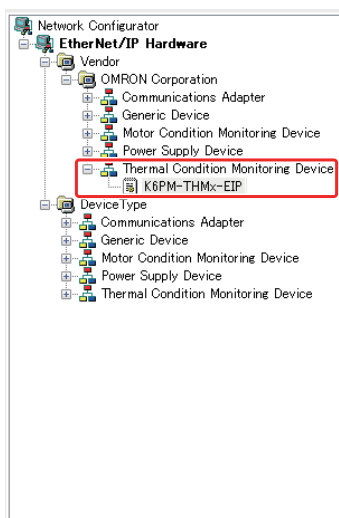 Network Configurator
EtherNet/IP Hardware
Vendor
OMRON Corporation
Communications Adapter
Generic Device
Motor Condition Monitoring Device
Power Supply Device
Thermal Condition Monitoring Device
K6PM-THMx-EIP
DeviceType
Communications Adapter
Generic Device
Motor Condition Monitoring Device
Power Supply Device
Thermal Condition Monitoring Device